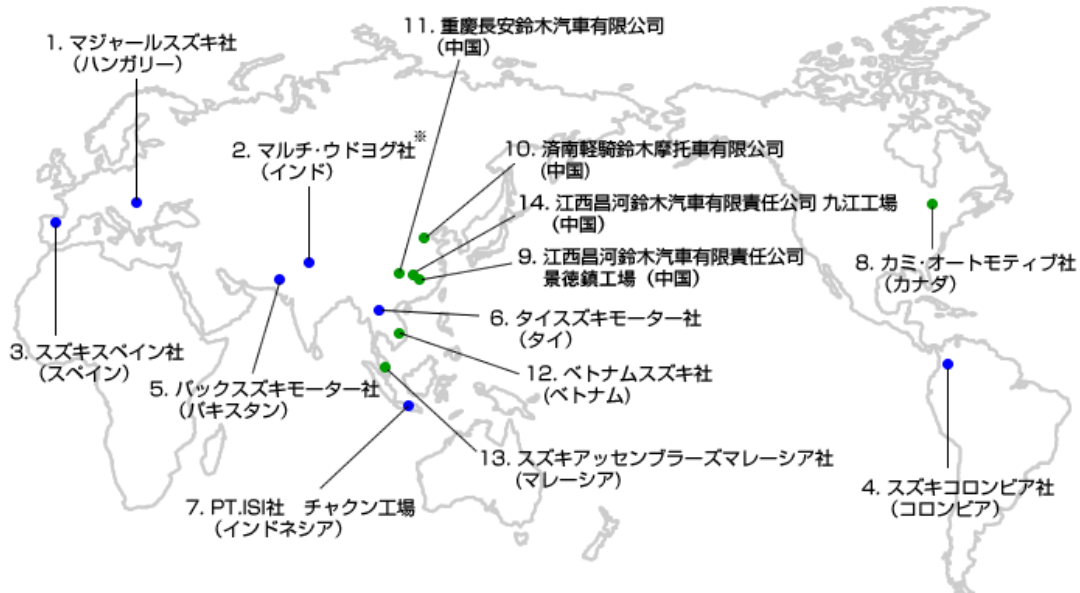 1. マジャールスズキ社
(ハンガリー)
2. マルチ・ウドヨグ社※
(インド)
3. スズキスペイン社
(スペイン)
4. スズキコロンビア社
(コロンビア)
5. パックスズキモーター社
(パキスタン)
6. タイスズキモーター社
(タイ)
7. PT.ISI社　チャクン工場
(インドネシア)
8. カミ・オートモティブ社
(カナダ)
9. 江西昌河鈴木汽車有限責任公司
景徳鎮工場（中国）
10. 済南軽騎鈴木摩托車有限公司
(中国)
11. 重慶長安鈴木汽車有限公司
(中国)
12. ベトナムスズキ社
(ベトナム)
13. スズキアッセンブラーズマレーシア社
(マレーシア)
14. 江西昌河鈴木汽車有限責任公司 九江工場
(中国)